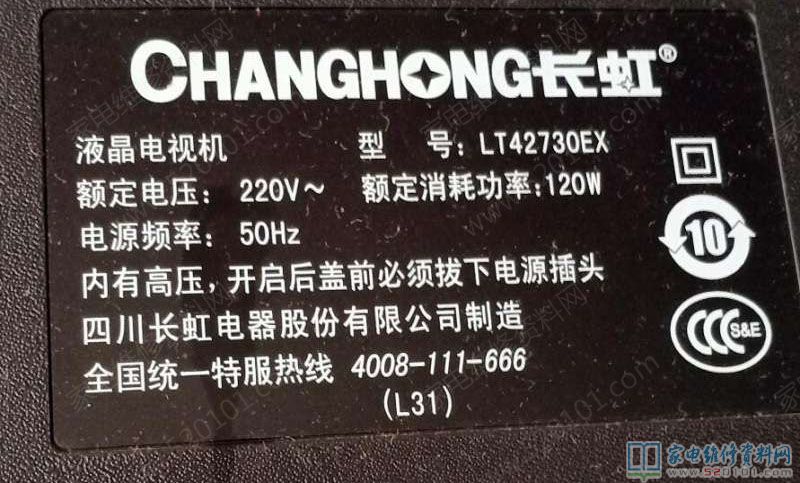 CHANGHONG长虹®
液晶电视机 型 号: LT42730EX
额定电压: 220V~ 额定消耗功率: 120W
电源频率: 50Hz
内有高压, 开启后盖前必须拔下电源插头
10
四川长虹电器股份有限公司制造
CCC S&E
全国统一特服热线 4008-111-666
(L31)
家电维修资料网
www.520101.com